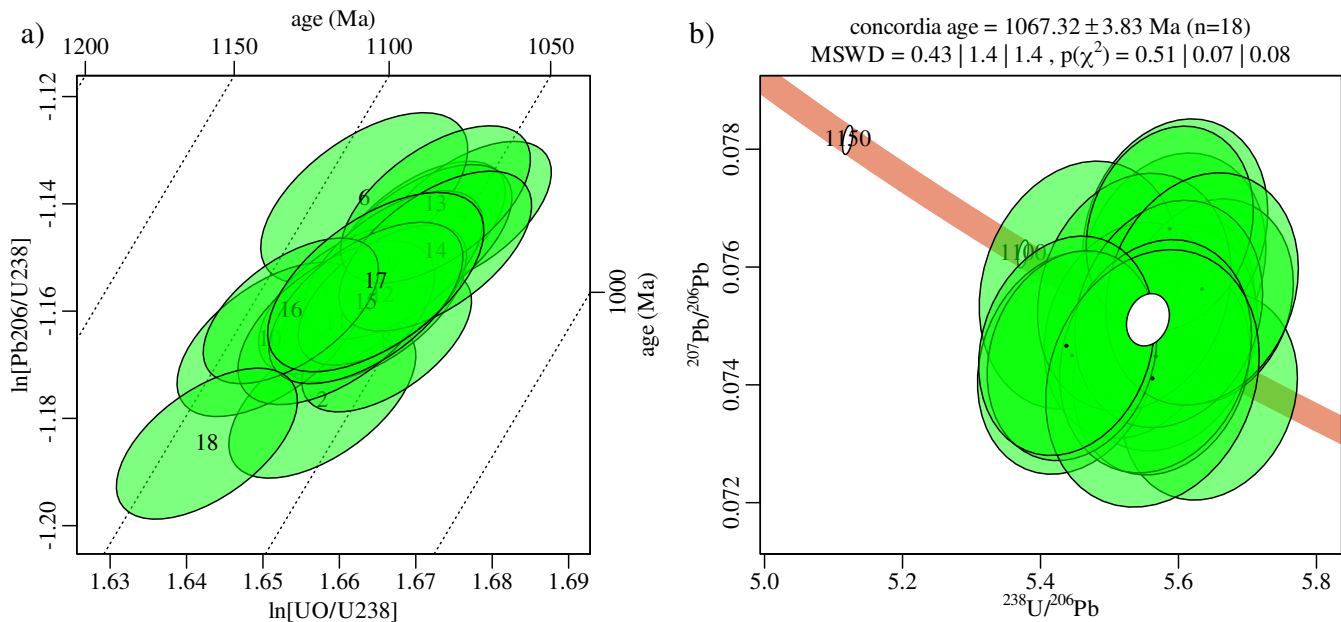 a)
age (Ma)
1200 1150 1100 1050
ln[Pb206/U238]
-1.12
-1.14
-1.16
-1.18
-1.20
6
13
14
17
15
16
2
18
1000
age (Ma)
1.63 1.64 1.65 1.66 1.67 1.68 1.69
ln[UO/U238]
b)
concordia age = 1067.32 ± 3.83 Ma (n=18)
MSWD = 0.43 | 1.4 | 1.4 , p(χ²) = 0.51 | 0.07 | 0.08
²⁰⁷Pb/²⁰⁶Pb
0.078
0.076
0.074
0.072
1150
1100
5.0 5.2 5.4 5.6 5.8
²³⁸U/²⁰⁶Pb